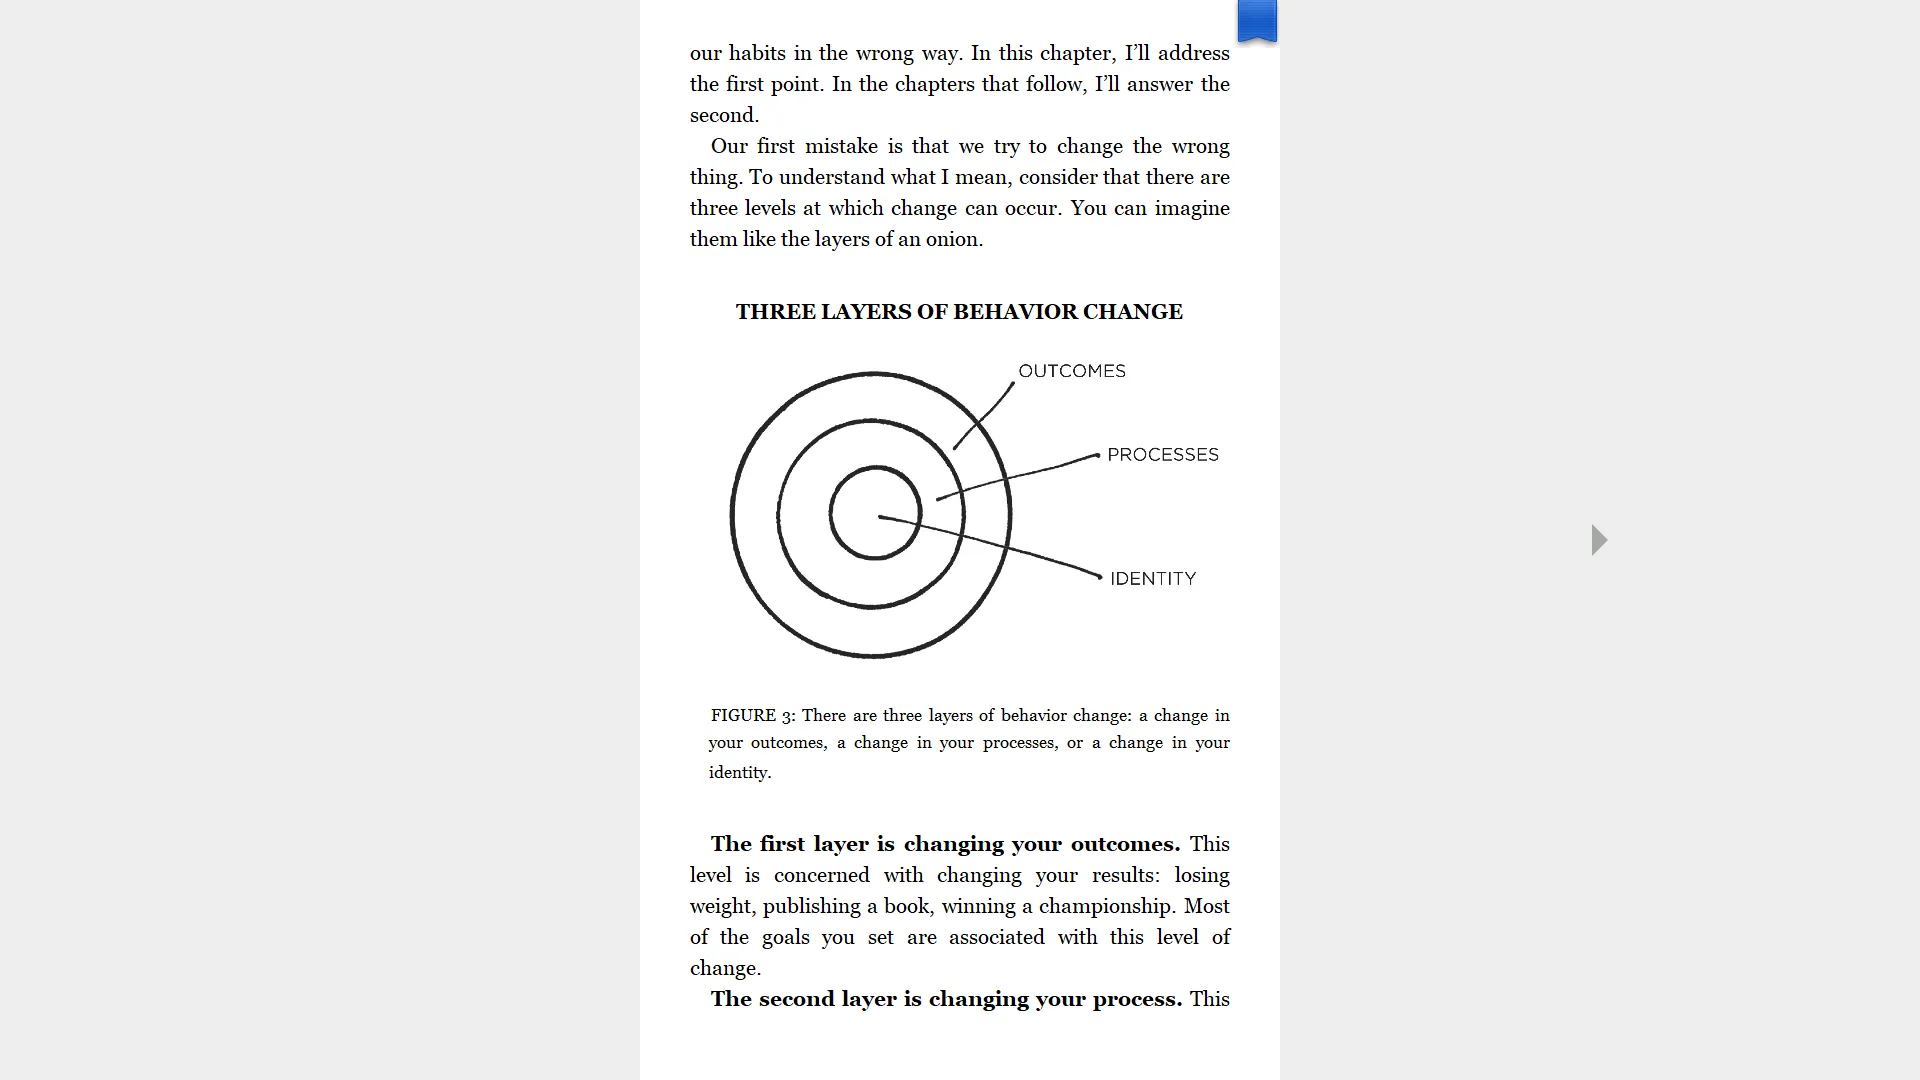 our habits in the wrong way. In this chapter, I’ll address
the first point. In the chapters that follow, I’ll answer the
second.
Our first mistake is that we try to change the wrong
thing. To understand what I mean, consider that there are
three levels at which change can occur. You can imagine
them like the layers of an onion.
THREE LAYERS OF BEHAVIOR CHANGE
OUTCOMES
PROCESSES
IDENTITY
FIGURE 3: There are three layers of behavior change: a change in
your outcomes, a change in your processes, or a change in your
identity.
The first layer is changing your outcomes. This
level is concerned with changing your results: losing
weight, publishing a book, winning a championship. Most
of the goals you set are associated with this level of
change.
The second layer is changing your process. This